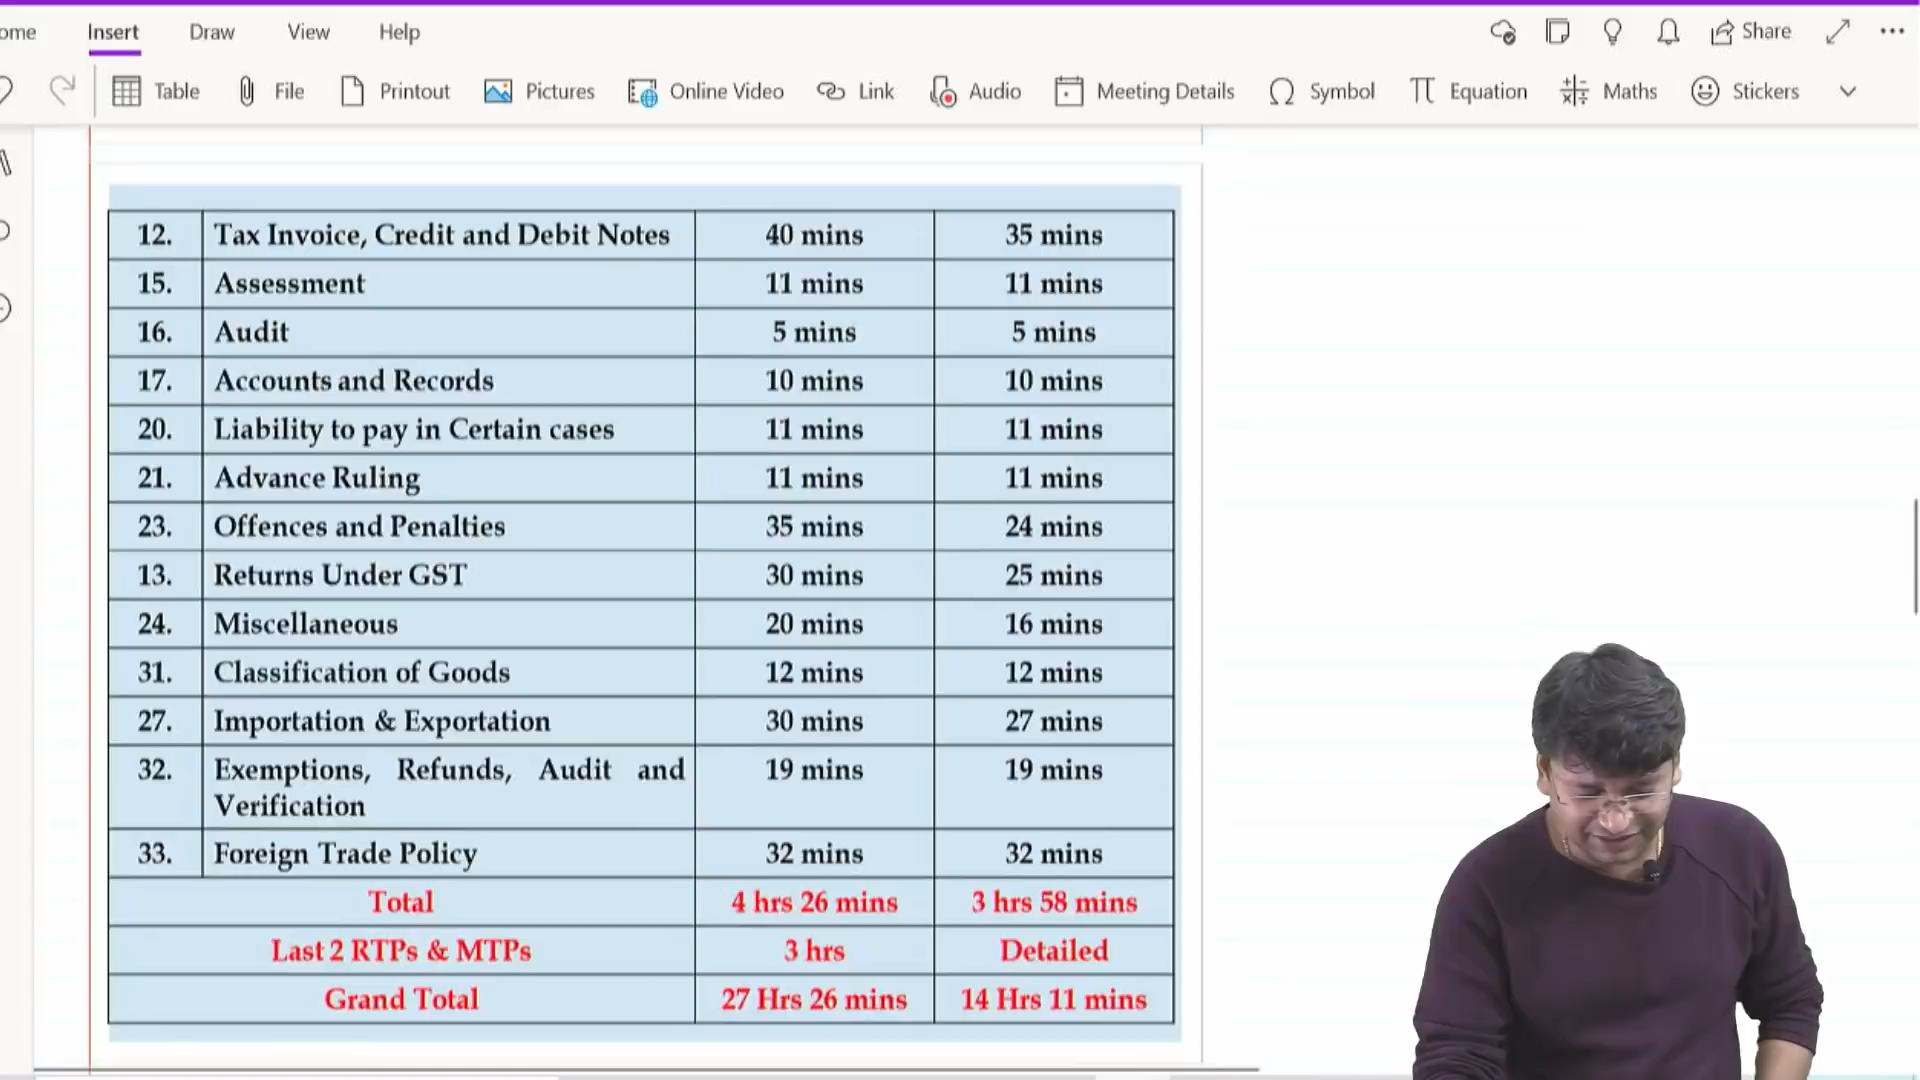 ome Insert Draw View Help Share
Table File Printout Pictures Online Video Link Audio Meeting Details Symbol Equation Maths Stickers
12. Tax Invoice, Credit and Debit Notes 40 mins 35 mins
15. Assessment 11 mins 11 mins
16. Audit 5 mins 5 mins
17. Accounts and Records 10 mins 10 mins
20. Liability to pay in Certain cases 11 mins 11 mins
21. Advance Ruling 11 mins 11 mins
23. Offences and Penalties 35 mins 24 mins
13. Returns Under GST 30 mins 25 mins
24. Miscellaneous 20 mins 16 mins
31. Classification of Goods 12 mins 12 mins
27. Importation & Exportation 30 mins 27 mins
32. Exemptions, Refunds, Audit and 19 mins 19 mins
Verification
33. Foreign Trade Policy 32 mins 32 mins
Total 4 hrs 26 mins 3 hrs 58 mins
Last 2 RTPs & MTPs 3 hrs Detailed
Grand Total 27 Hrs 26 mins 14 Hrs 11 mins